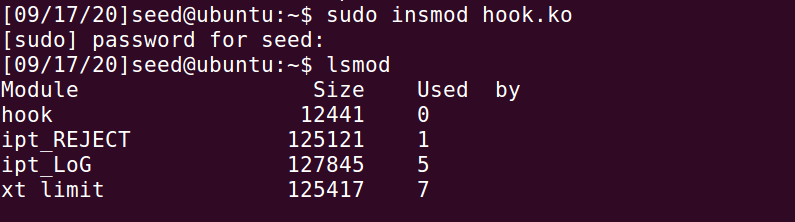 [09/17/20]seed@ubuntu:~$ sudo insmod hook.ko
[sudo] password for seed:
[09/17/20]seed@ubuntu:~$ lsmod
Module Size Used by
hook 12441 0
ipt_REJECT 125121 1
ipt_LoG 127845 5
xt limit 125417 7